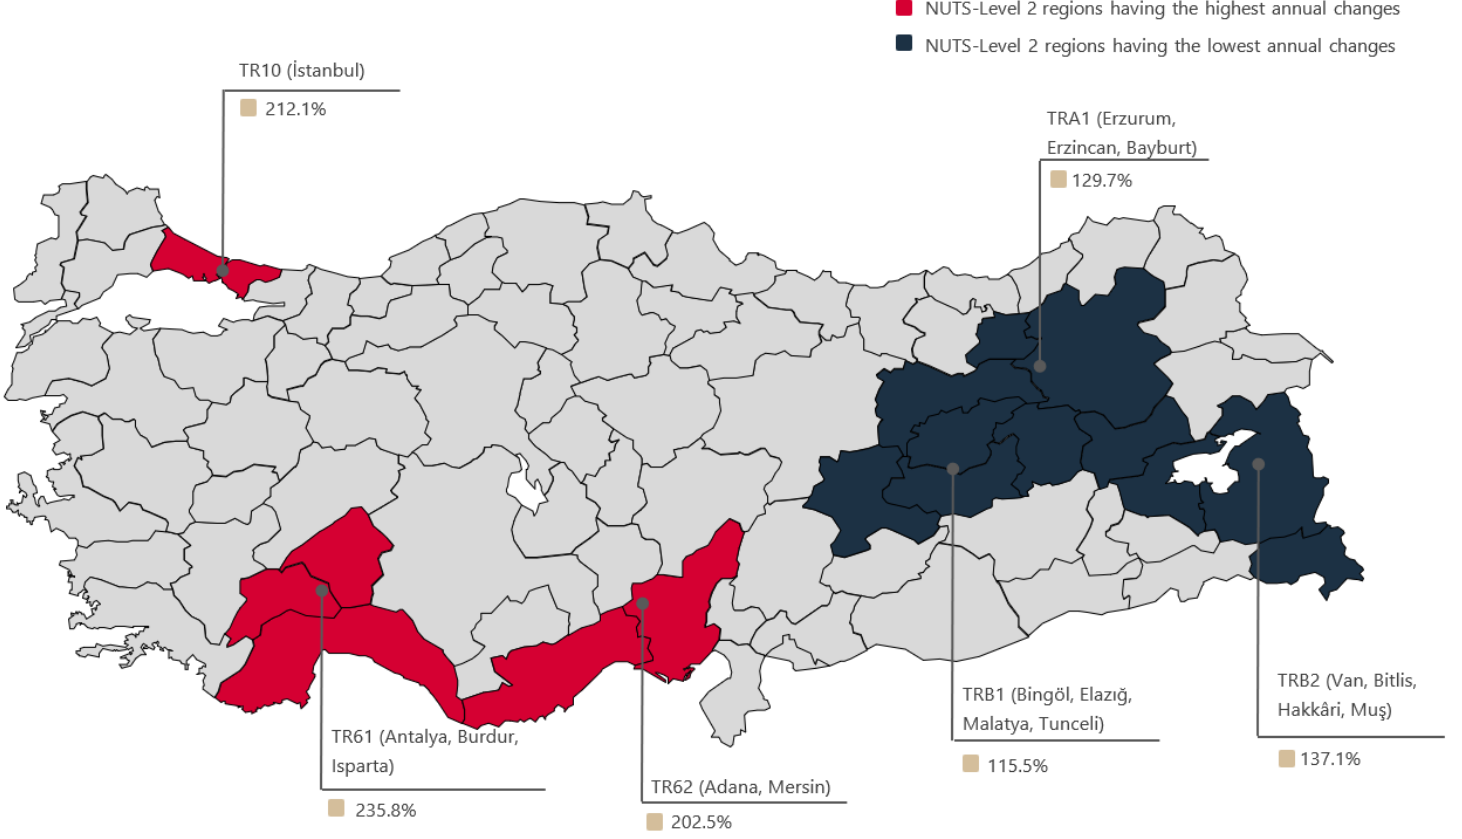 NUTS-Level 2 regions having the highest annual changes
NUTS-Level 2 regions having the lowest annual changes
TR10 (İstanbul)
212.1%
TRA1 (Erzurum,
Erzincan, Bayburt)
129.7%
TRB2 (Van, Bitlis,
Hakkâri, Muş)
137.1%
TRB1 (Bingöl, Elazığ,
Malatya, Tunceli)
115.5%
TR61 (Antalya, Burdur,
Isparta)
235.8%
TR62 (Adana, Mersin)
202.5%